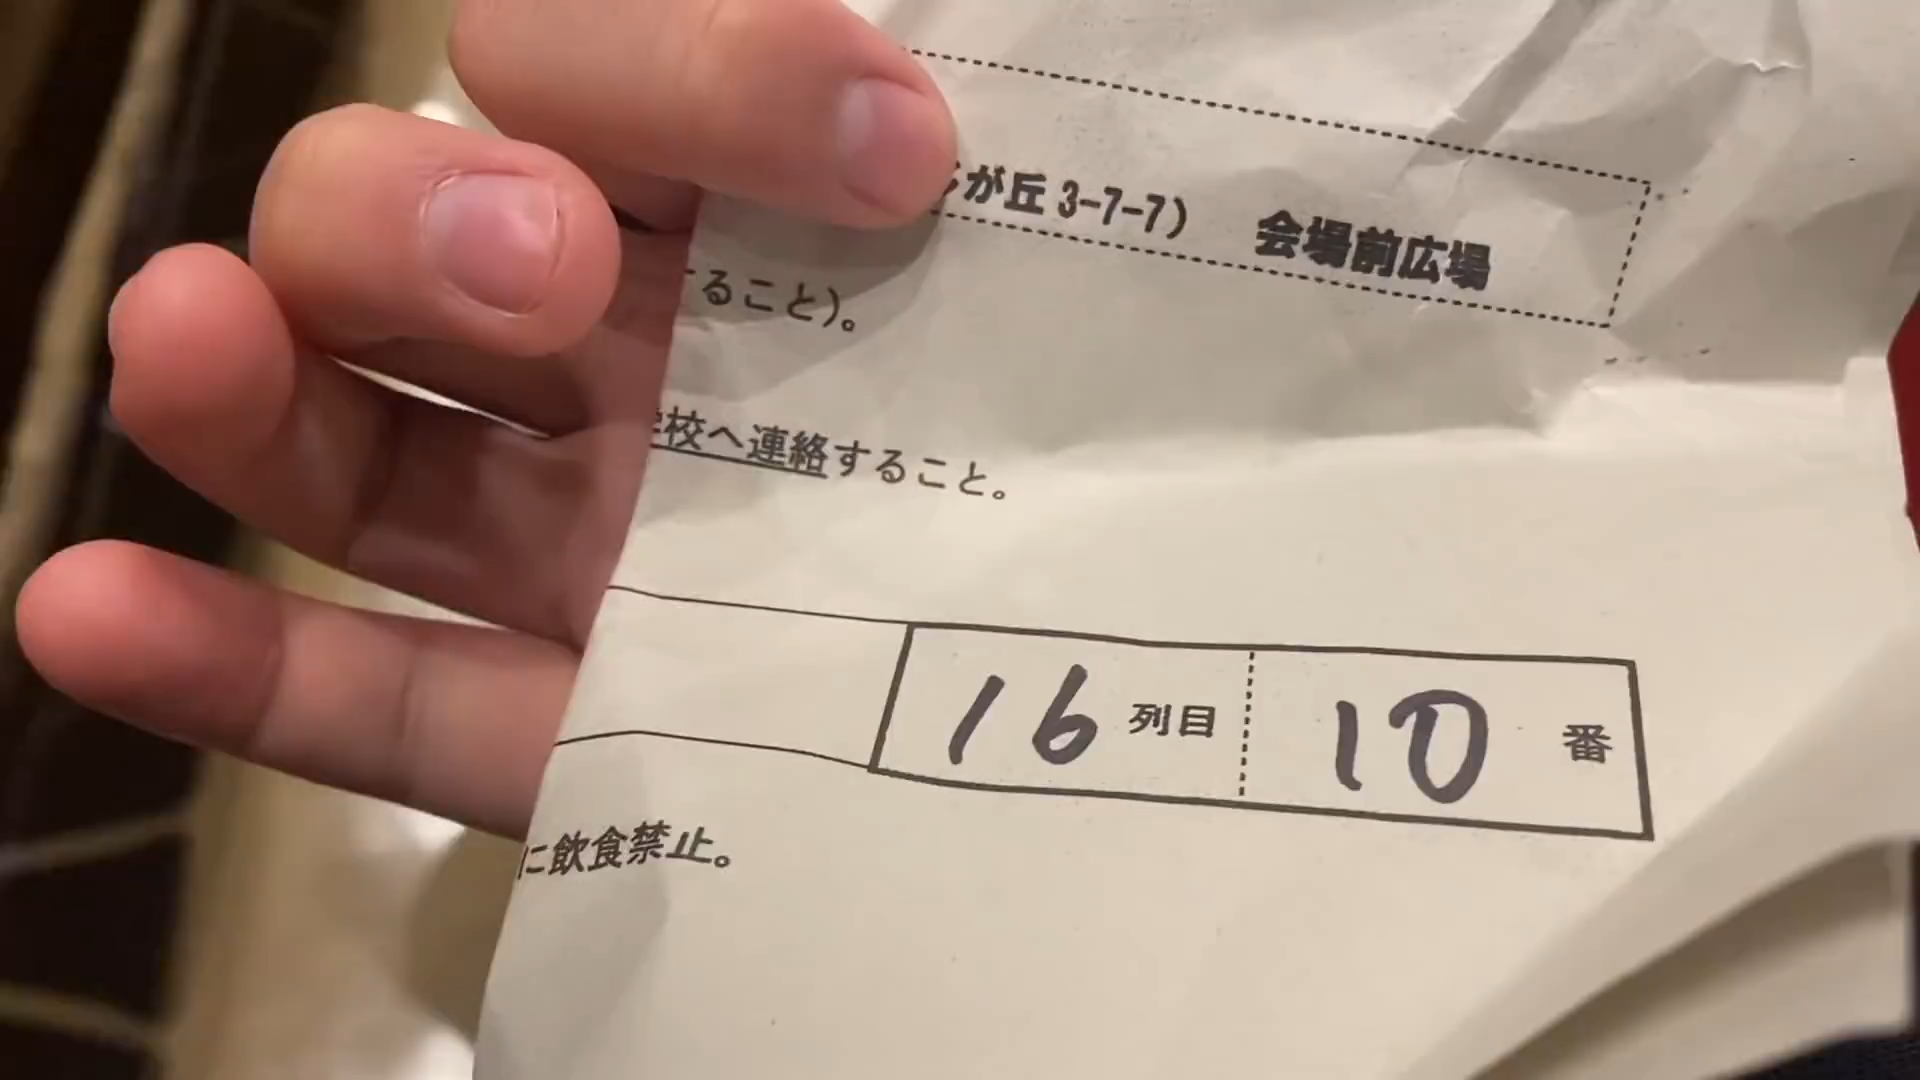 が丘 3-7-7) 会場前広場
ること)。
校へ連絡すること。
16 列目 10 番
に飲食禁止。